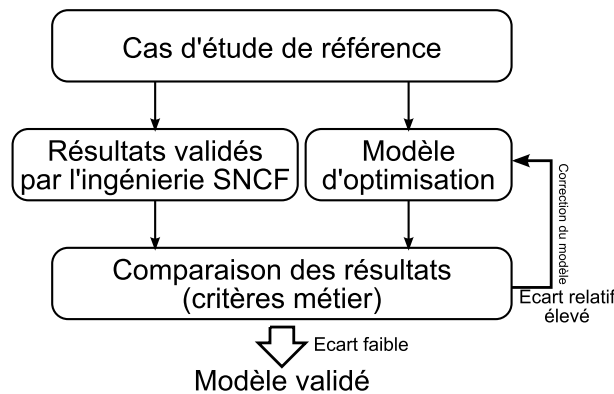 Cas d'étude de référence
Résultats validés
par l'ingénierie SNCF
Modèle
d'optimisation
Correction du modèle
Comparaison des résultats
(critères métier)
Ecart relatif
élevé
Ecart faible
Modèle validé